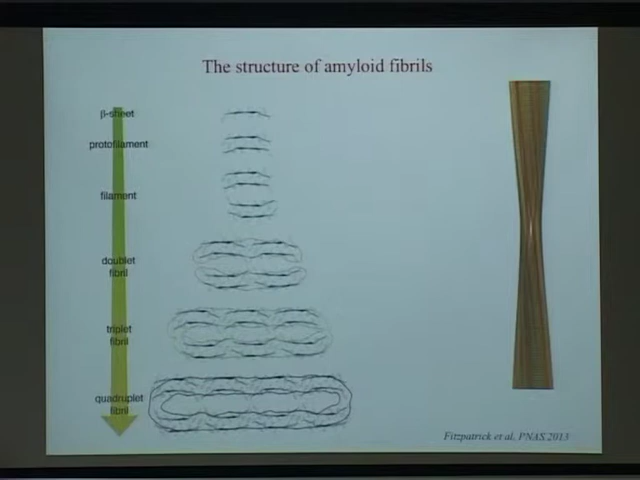 The structure of amyloid fibrils
β-sheet
protofilament
filament
doublet
fibril
triplet
fibril
quadruplet
fibril
Fitzpatrick et al, PNAS 2013